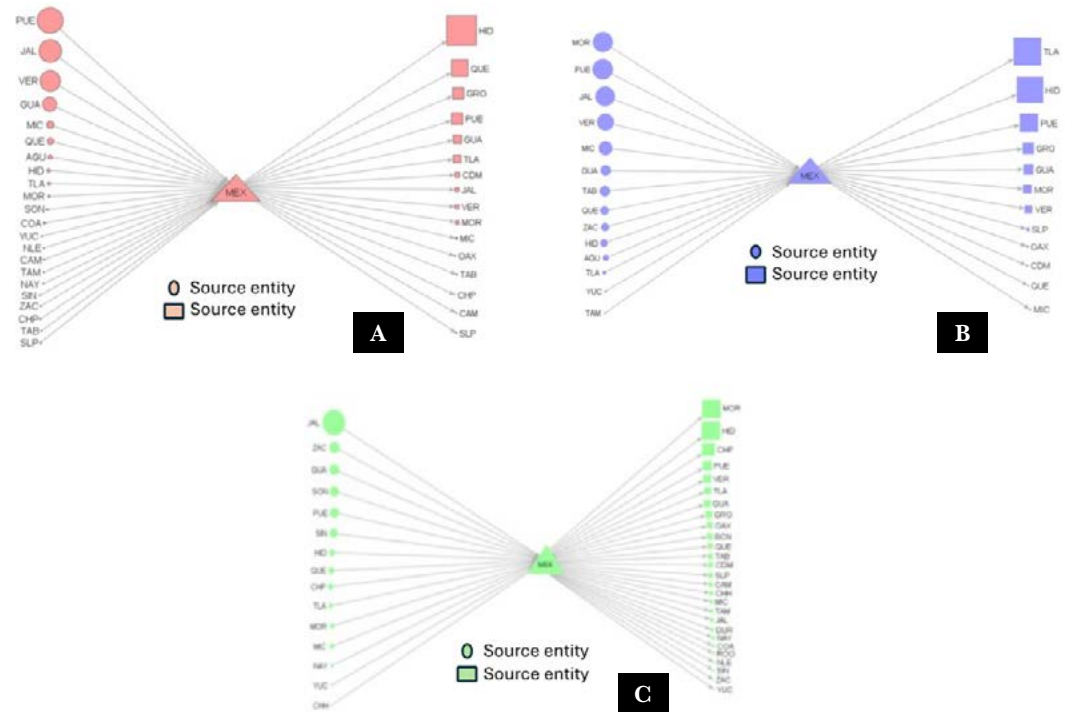 PUE
JAL
VER
GUA
MIC
QUE
AGU
HID
TLA
MOR
SON
COA
YUC
NLE
CAM
TAM
NAY
SIN
ZAC
CHP
TAB
SLP
MEX
HID
QUE
GRO
PUE
GUA
TLA
CDM
JAL
VER
MOR
MIC
OAX
TAB
CHP
CAM
SLP
Source entity
Source entity
A
MOR
PUE
JAL
VER
MIC
GUA
TAB
QUE
ZAC
HID
AGU
TLA
YUC
TAM
MEX
TLA
HID
PUE
GRO
GUA
MOR
VER
SLP
OAX
CDM
QUE
MIC
Source entity
Source entity
B
JAL
ZAC
GUA
SON
PUE
SIN
HID
QUE
CHP
TLA
MOR
MIC
NAY
YUC
CHH
MEX
MOR
HID
CHP
PUE
VER
TLA
GUA
GRO
OAX
BCN
QUE
TAB
CDM
SLP
CAM
CHH
MIC
TAM
JAL
DUR
NAY
COA
ROO
NLE
SIN
ZAC
YUC
Source entity
Source entity
C